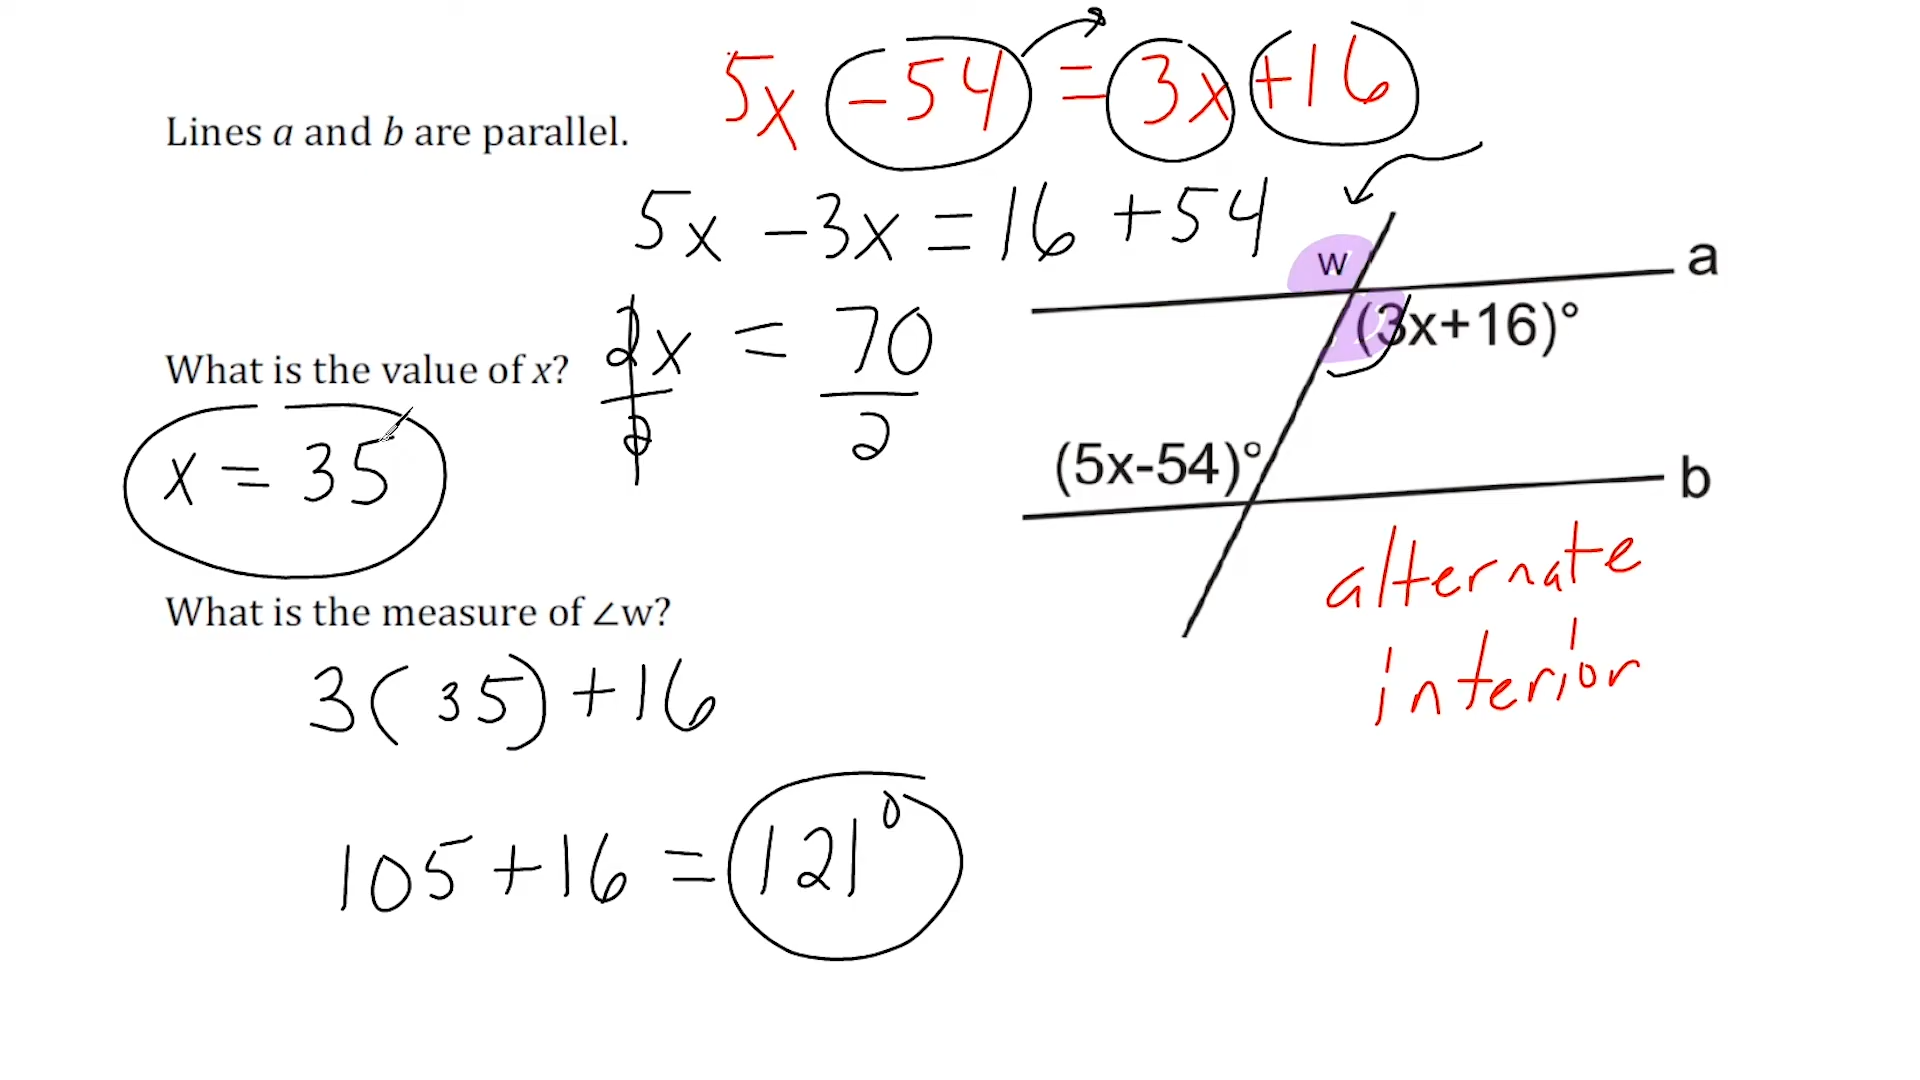 5x - 54 = 3x + 16
Lines a and b are parallel.
5x - 3x = 16 + 54
w
a
(3x+16)°
2x = 70
2 2
What is the value of x?
x = 35
(5x-54)°
b
alternate
interior
What is the measure of ∠w?
3(35) + 16
105 + 16 = 121°